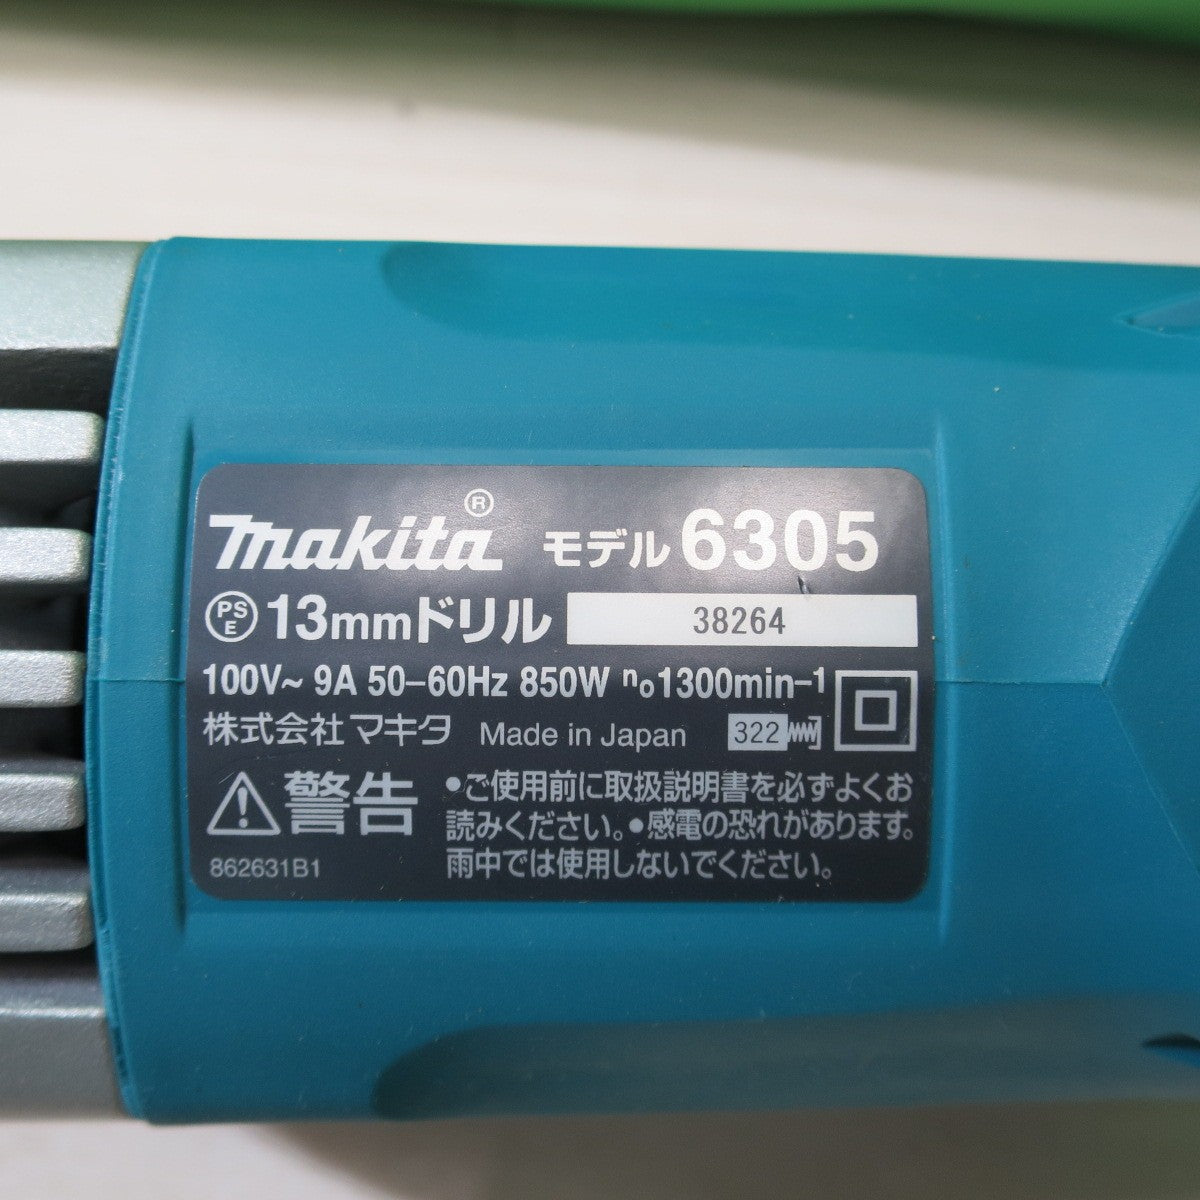 makita® モデル 6305
PSE 13mmドリル 38264
100V~ 9A 50-60Hz 850W n₀1300min-1
株式会社 マキタ Made in Japan 322
警告 •ご使用前に取扱説明書を必ずよくお
読みください。•感電の恐れがあります。
862631B1 雨中では使用しないでください。